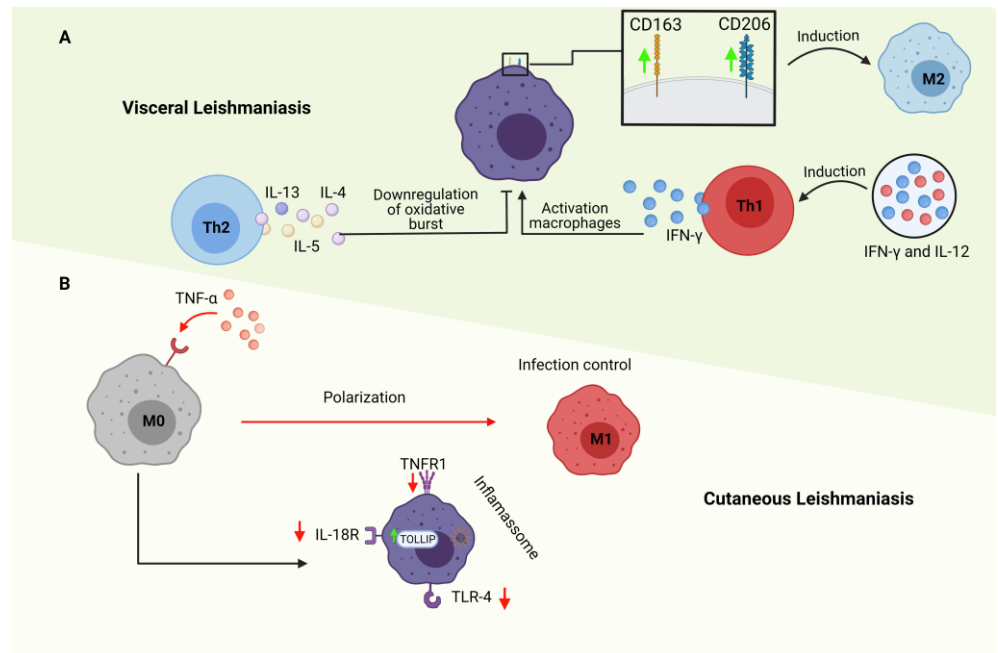 A
CD163
CD206
Induction
M2
Visceral Leishmaniasis
IL-13
IL-4
Th2
IL-5
Downregulation
of oxidative
burst
Activation
macrophages
IFN-γ
Th1
Induction
IFN-γ and IL-12
B
TNF-α
M0
Polarization
Infection control
M1
TNFR1
Inflamassome
IL-18R
TOLLIP
TLR-4
Cutaneous Leishmaniasis